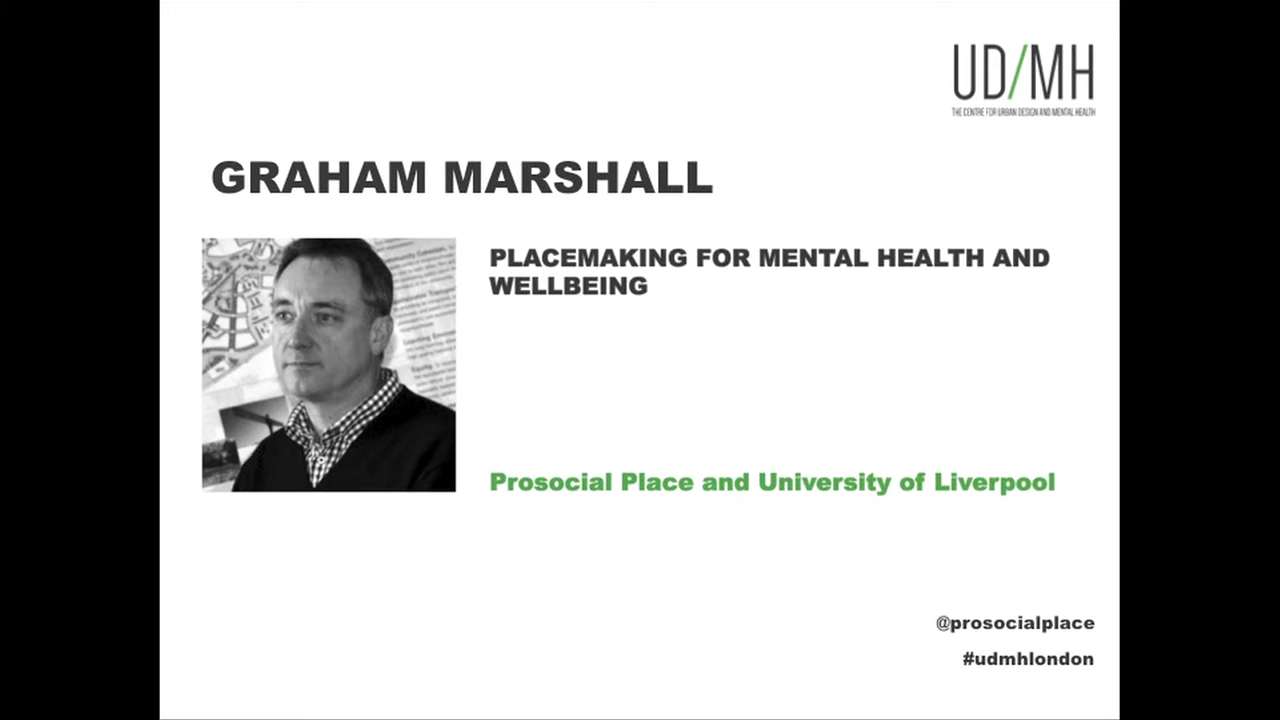 UD/MH
THE CENTRE FOR URBAN DESIGN AND MENTAL HEALTH
GRAHAM MARSHALL
PLACEMAKING FOR MENTAL HEALTH AND
WELLBEING
Prosocial Place and University of Liverpool
@prosocialplace
#udmhlondon